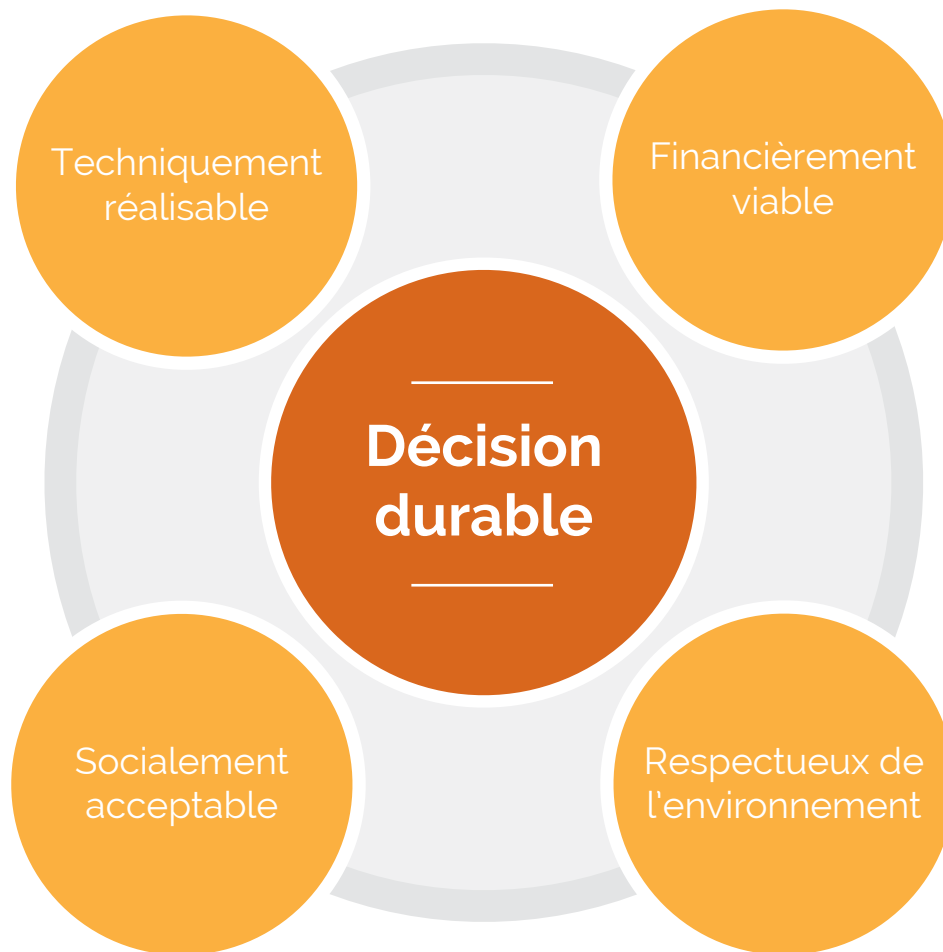 Techniquement
réalisable
Financièrement
viable
Décision
durable
Socialement
acceptable
Respectueux de
l’environnement